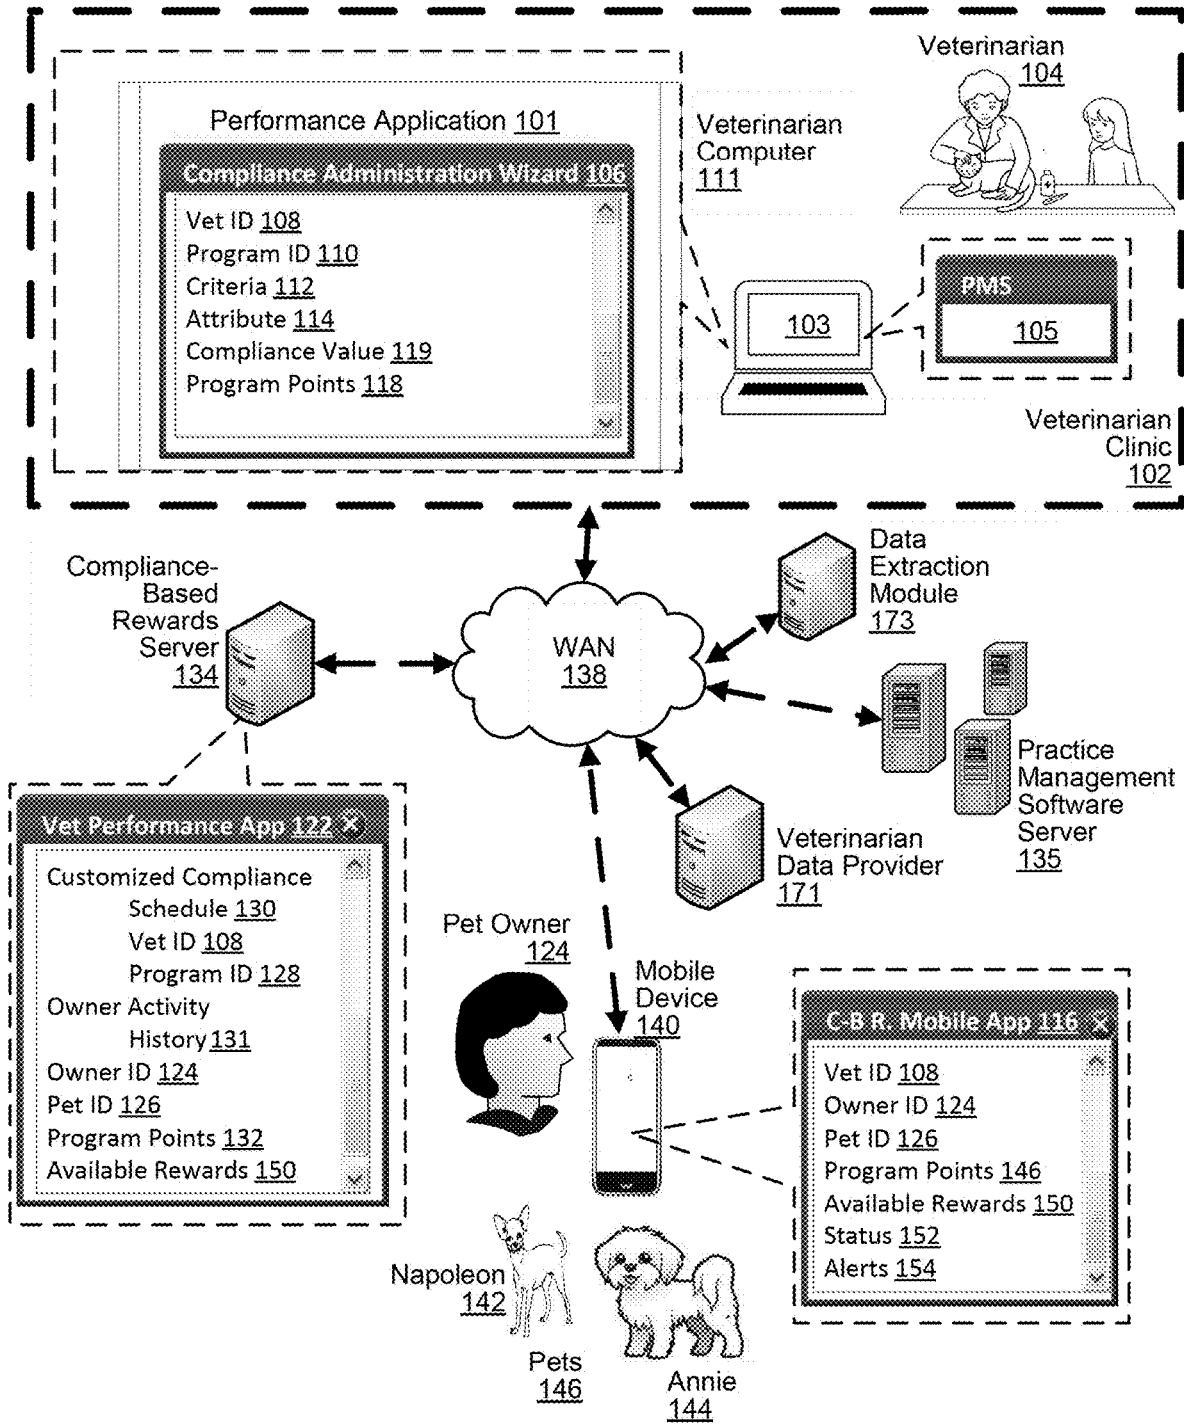 Veterinarian
104
Performance Application 101
Veterinarian
Computer
111
Compliance Administration Wizard 106
Vet ID 108
Program ID 110
Criteria 112
Attribute 114
Compliance Value 119
Program Points 118
103
PMS
105
Veterinarian
Clinic
102
Compliance-
Based
Rewards
Server
134
WAN
138
Data
Extraction
Module
173
Practice
Management
Software
Server
135
Veterinarian
Data Provider
171
Vet Performance App 122 X
Customized Compliance
Schedule 130
Vet ID 108
Program ID 128
Owner Activity
History 131
Owner ID 124
Pet ID 126
Program Points 132
Available Rewards 150
Pet Owner
124
Mobile
Device
140
C-B R. Mobile App 116 X
Vet ID 108
Owner ID 124
Pet ID 126
Program Points 146
Available Rewards 150
Status 152
Alerts 154
Napoleon
142
Pets
146
Annie
144